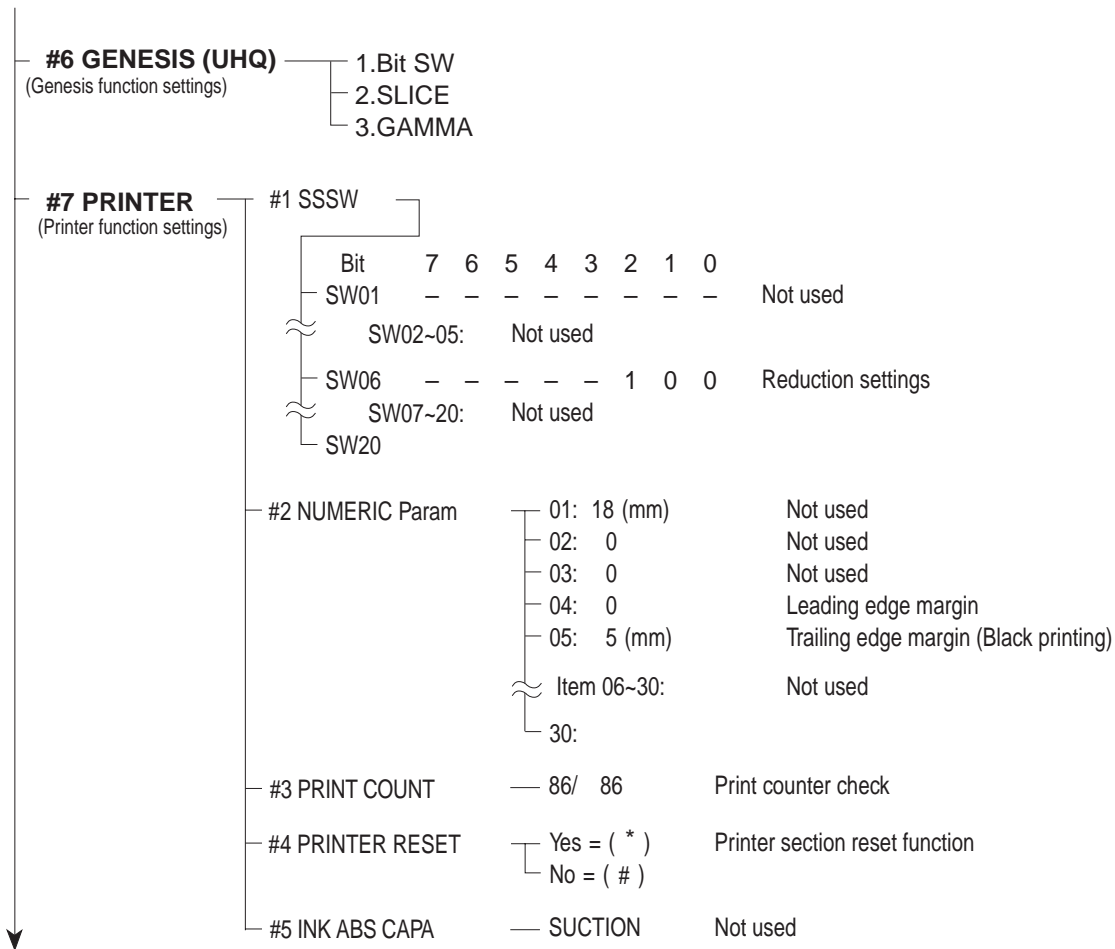 #6 GENESIS (UHQ) 1.Bit SW
(Genesis function settings) 2.SLICE
3.GAMMA
#7 PRINTER #1 SSSW
(Printer function settings)
Bit 7 6 5 4 3 2 1 0
SW01 – – – – – – – – Not used
SW02~05: Not used
SW06 – – – – – 1 0 0 Reduction settings
SW07~20: Not used
SW20
#2 NUMERIC Param 01: 18 (mm) Not used
02: 0 Not used
03: 0 Not used
04: 0 Leading edge margin
05: 5 (mm) Trailing edge margin (Black printing)
Item 06~30: Not used
30:
#3 PRINT COUNT 86/ 86 Print counter check
#4 PRINTER RESET Yes = ( * ) Printer section reset function
No = ( # )
#5 INK ABS CAPA SUCTION Not used